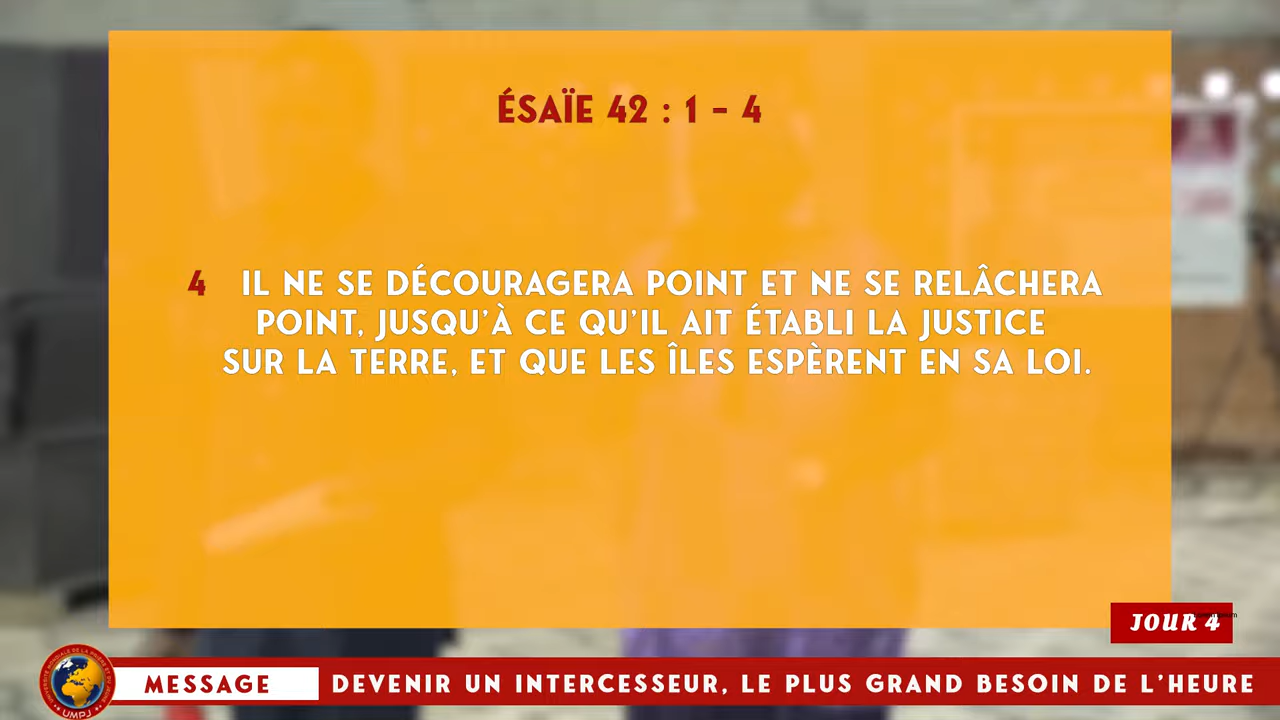 ÉSAÏE 42 : 1 - 4
4 IL NE SE DÉCOURAGERA POINT ET NE SE RELÂCHERA
POINT, JUSQU'À CE QU'IL AIT ÉTABLI LA JUSTICE
SUR LA TERRE, ET QUE LES ÎLES ESPÈRENT EN SA LOI.
JOUR 4
MESSAGE
DEVENIR UN INTERCESSEUR, LE PLUS GRAND BESOIN DE L'HEURE
UMPJ